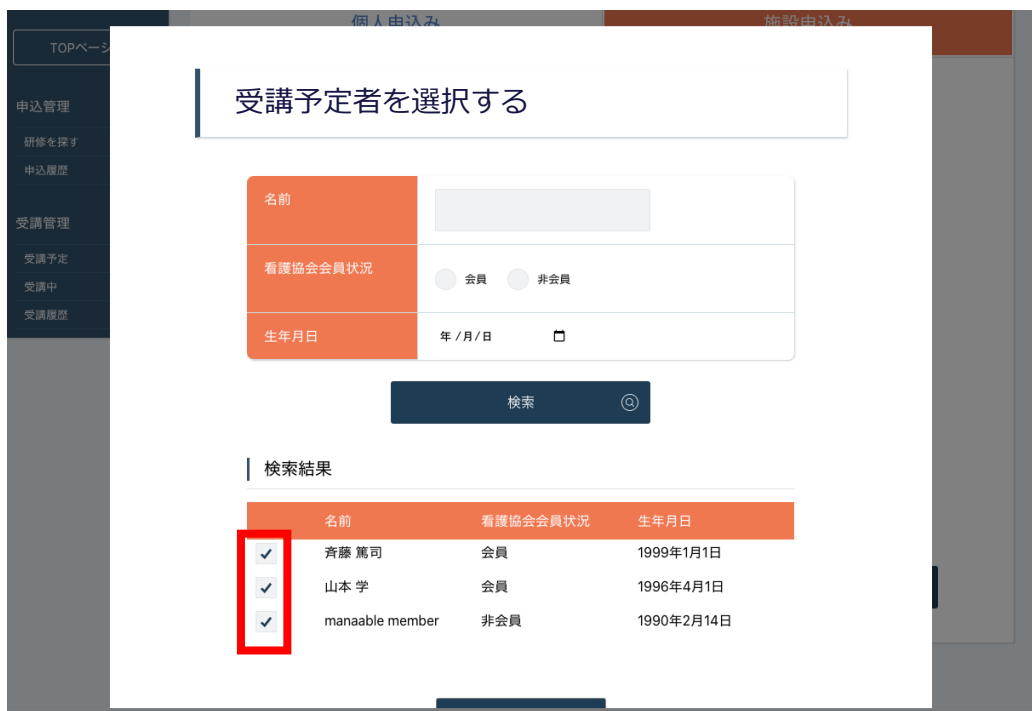 個人申込み
施設申込み
TOPページ
申込管理
研修を探す
申込履歴
受講管理
受講予定
受講中
受講履歴
受講予定者を選択する
名前
看護協会会員状況
会員 非会員
生年月日
年 /月/日
検索
検索結果
名前 看護協会会員状況 生年月日
斉藤 篤司 会員 1999年1月1日
山本 学 会員 1996年4月1日
manaable member 非会員 1990年2月14日